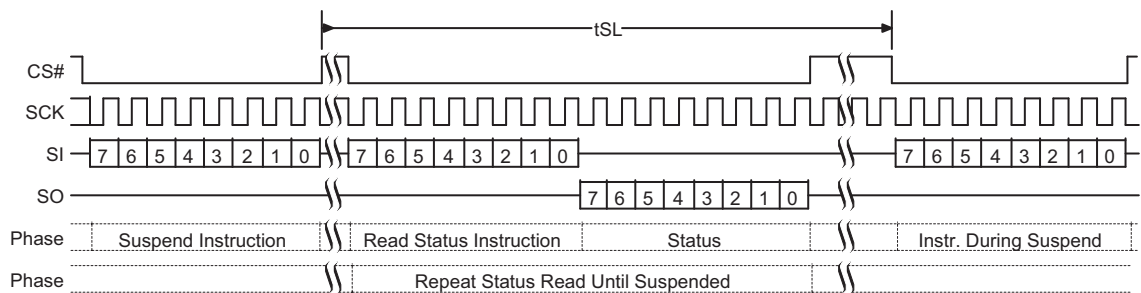 tSL
CS#
SCK
SI 7 6 5 4 3 2 1 0 7 6 5 4 3 2 1 0 7 6 5 4 3 2 1 0
SO 7 6 5 4 3 2 1 0
Phase Suspend Instruction Read Status Instruction Status Instr. During Suspend
Phase Repeat Status Read Until Suspended